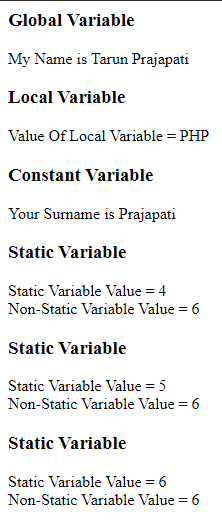 Global Variable
My Name is Tarun Prajapati
Local Variable
Value Of Local Variable = PHP
Constant Variable
Your Surname is Prajapati
Static Variable
Static Variable Value = 4
Non-Static Variable Value = 6
Static Variable
Static Variable Value = 5
Non-Static Variable Value = 6
Static Variable
Static Variable Value = 6
Non-Static Variable Value = 6